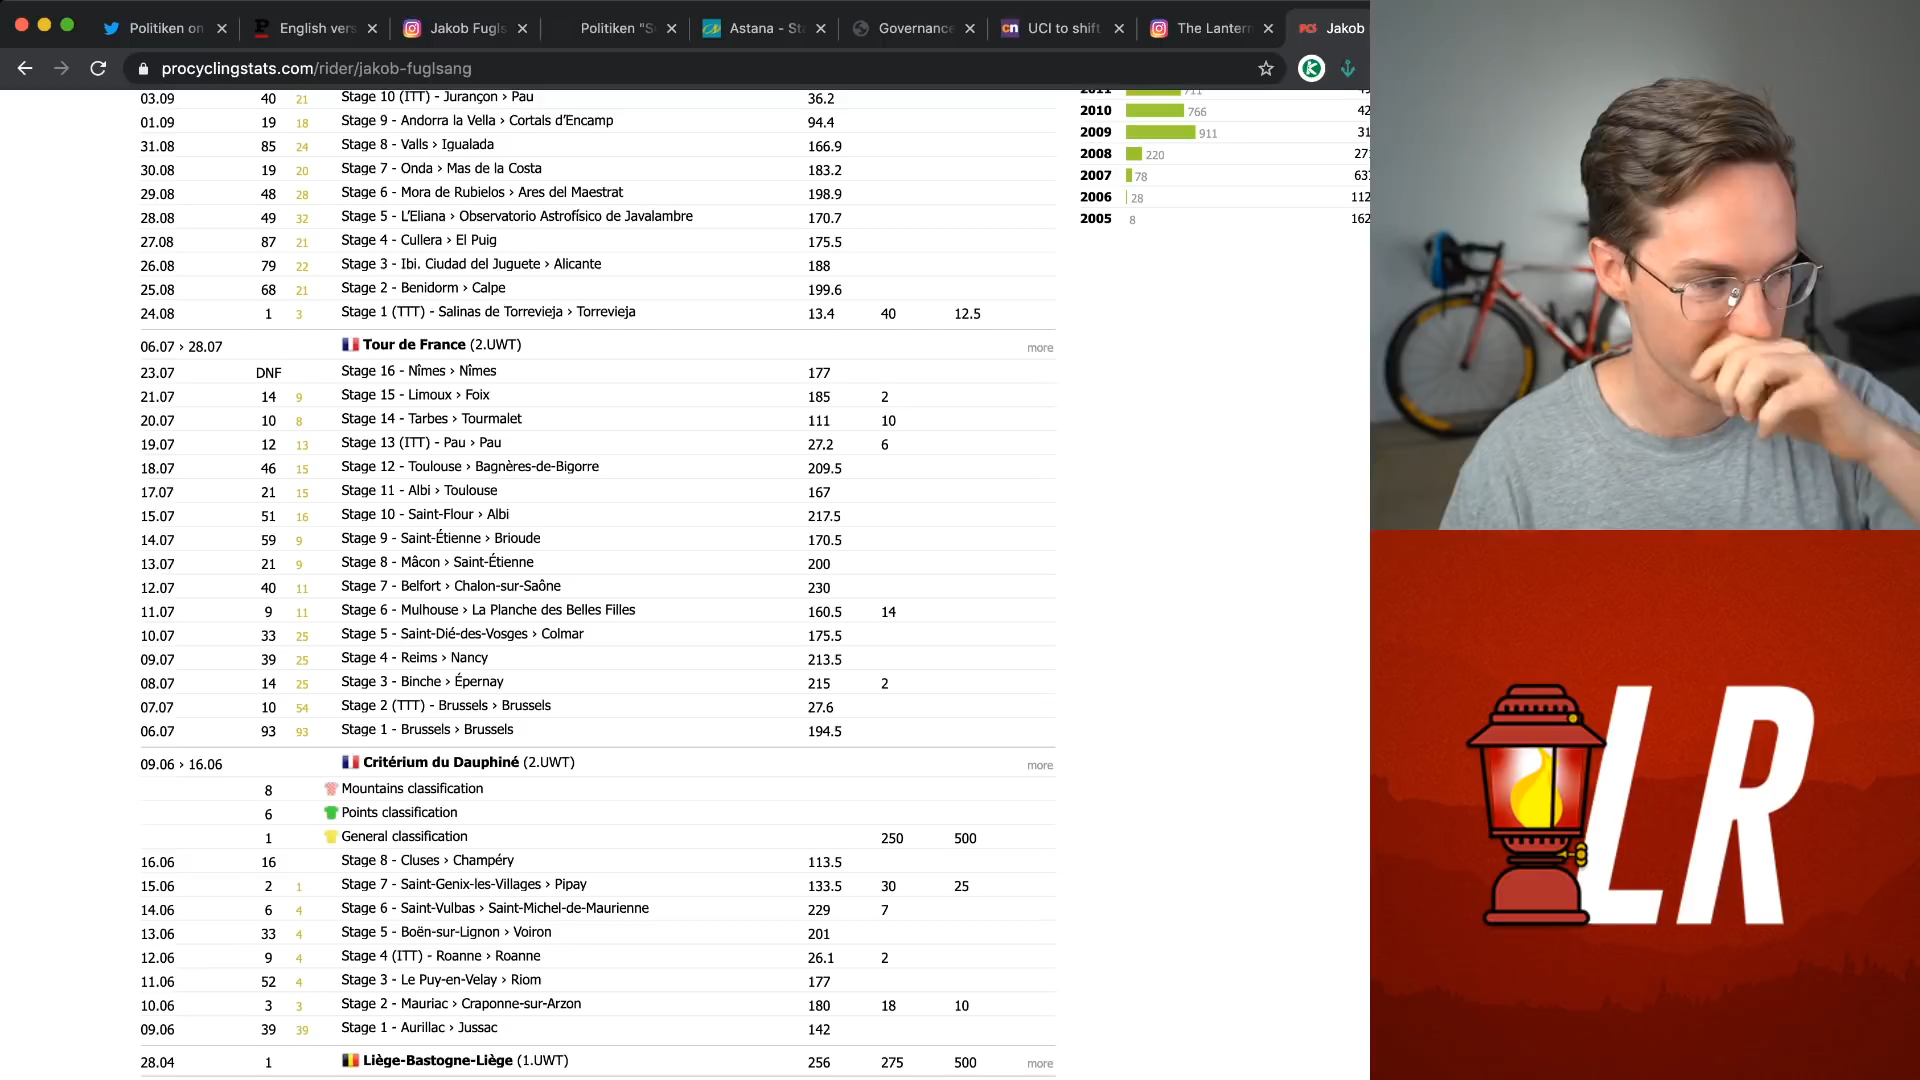 Politiken on
English vers
Jakob Fugls
Politiken "Se
Astana - Sta
Governance
UCI to shift
The Lantern
PCS Jakob
procyclingstats.com/rider/jakob-fuglsang
03.09 40 21 Stage 10 (ITT) - Jurançon › Pau 36.2
01.09 19 18 Stage 9 - Andorra la Vella › Cortals d'Encamp 94.4
31.08 85 24 Stage 8 - Valls › Igualada 166.9
30.08 19 20 Stage 7 - Onda › Mas de la Costa 183.2
29.08 48 28 Stage 6 - Mora de Rubielos › Ares del Maestrat 198.9
28.08 49 32 Stage 5 - L'Eliana › Observatorio Astrofísico de Javalambre 170.7
27.08 87 21 Stage 4 - Cullera › El Puig 175.5
26.08 79 22 Stage 3 - Ibi. Ciudad del Juguete › Alicante 188
25.08 68 21 Stage 2 - Benidorm › Calpe 199.6
24.08 1 3 Stage 1 (TTT) - Salinas de Torrevieja › Torrevieja 13.4 40 12.5
06.07 › 28.07 Tour de France (2.UWT) more
23.07 DNF Stage 16 - Nîmes › Nîmes 177
21.07 14 9 Stage 15 - Limoux › Foix 185 2
20.07 10 8 Stage 14 - Tarbes › Tourmalet 111 10
19.07 12 13 Stage 13 (ITT) - Pau › Pau 27.2 6
18.07 46 15 Stage 12 - Toulouse › Bagnères-de-Bigorre 209.5
17.07 21 15 Stage 11 - Albi › Toulouse 167
15.07 51 16 Stage 10 - Saint-Flour › Albi 217.5
14.07 59 9 Stage 9 - Saint-Étienne › Brioude 170.5
13.07 21 9 Stage 8 - Mâcon › Saint-Étienne 200
12.07 40 11 Stage 7 - Belfort › Chalon-sur-Saône 230
11.07 9 11 Stage 6 - Mulhouse › La Planche des Belles Filles 160.5 14
10.07 33 25 Stage 5 - Saint-Dié-des-Vosges › Colmar 175.5
09.07 39 25 Stage 4 - Reims › Nancy 213.5
08.07 14 25 Stage 3 - Binche › Épernay 215 2
07.07 10 54 Stage 2 (TTT) - Brussels › Brussels 27.6
06.07 93 93 Stage 1 - Brussels › Brussels 194.5
09.06 › 16.06 Critérium du Dauphiné (2.UWT) more
8 Mountains classification
6 Points classification
1 General classification 250 500
16.06 16 Stage 8 - Cluses › Champéry 113.5
15.06 2 1 Stage 7 - Saint-Genix-les-Villages › Pipay 133.5 30 25
14.06 6 4 Stage 6 - Saint-Vulbas › Saint-Michel-de-Maurienne 229 7
13.06 33 4 Stage 5 - Boën-sur-Lignon › Voiron 201
12.06 9 4 Stage 4 (ITT) - Roanne › Roanne 26.1 2
11.06 52 4 Stage 3 - Le Puy-en-Velay › Riom 177
10.06 3 3 Stage 2 - Mauriac › Craponne-sur-Arzon 180 18 10
09.06 39 39 Stage 1 - Aurillac › Jussac 142
28.04 1 Liège-Bastogne-Liège (1.UWT) 256 275 500 more
2011 711
2010 766 42
2009 911 31
2008 220 27
2007 78 637
2006 28 112
2005 8 162
LR